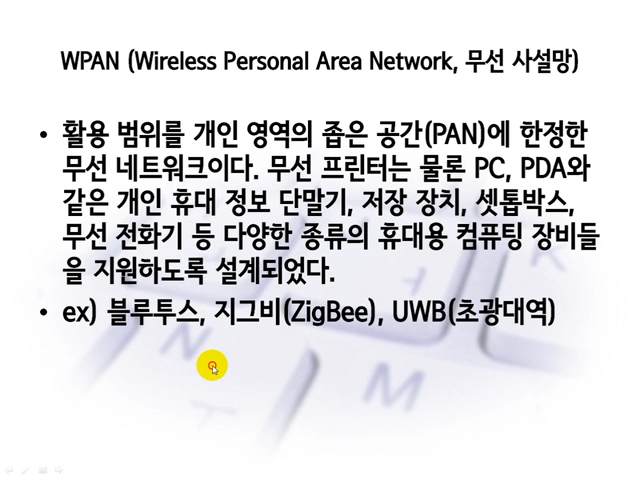 WPAN (Wireless Personal Area Network, 무선 사설망)
• 활용 범위를 개인 영역의 좁은 공간(PAN)에 한정한
무선 네트워크이다. 무선 프린터는 물론 PC, PDA와
같은 개인 휴대 정보 단말기, 저장 장치, 셋톱박스,
무선 전화기 등 다양한 종류의 휴대용 컴퓨팅 장비들
을 지원하도록 설계되었다.
• ex) 블루투스, 지그비(ZigBee), UWB(초광대역)
K
N
M